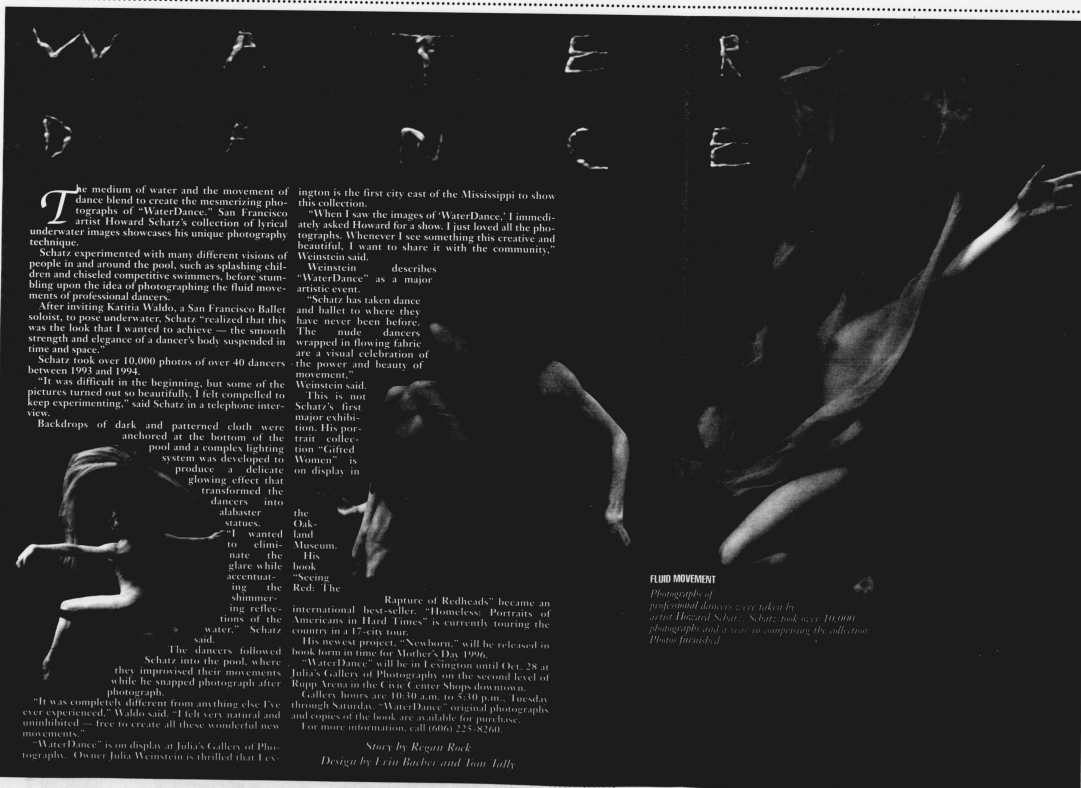 WATER
DANCE
The medium of water and the movement of
dance blend to create the mesmerizing pho-
tographs of "WaterDance." San Francisco
artist Howard Schatz's collection of lyrical
underwater images showcases his unique photography
technique.
Schatz experimented with many different visions of
people in and around the pool, such as splashing chil-
dren and chiseled competitive swimmers, before stum-
bling upon the idea of photographing the fluid move-
ments of professional dancers.
After inviting Katitia Waldo, a San Francisco Ballet
soloist, to pose underwater, Schatz "realized that this
was the look that I wanted to achieve — the smooth
strength and elegance of a dancer's body suspended in
time and space."
Schatz took over 10,000 photos of over 40 dancers
between 1993 and 1994.
"It was difficult in the beginning, but some of the
pictures turned out so beautifully, I felt compelled to
keep experimenting," said Schatz in a telephone inter-
view.
Backdrops of dark and patterned cloth were
anchored at the bottom of the
pool and a complex lighting
system was developed to
produce a delicate
glowing effect that
transformed the
dancers into
alabaster
statues.
"I wanted
to elimi-
nate the
glare while
accentuat-
ing the
shimmer-
ing reflec-
tions of the
water," Schatz
said.
The dancers followed
Schatz into the pool, where
they improvised their movements
while he snapped photograph after
photograph.
"It was completely different from anything else I've
ever experienced," Waldo said. "I felt very natural and
uninhibited — free to create all these wonderful new
movements."
"WaterDance" is on display at Julia's Gallery of Pho-
tography. Owner Julia Weinstein is thrilled that Lex-
ington is the first city east of the Mississippi to show
this collection.
"When I saw the images of 'WaterDance,' I immedi-
ately asked Howard for a show. I just loved all the pho-
tographs. Whenever I see something this creative and
beautiful, I want to share it with the community,"
Weinstein said.
Weinstein describes
"WaterDance" as a major
artistic event.
"Schatz has taken dance
and ballet to where they
have never been before.
The nude dancers
wrapped in flowing fabric
are a visual celebration of
the power and beauty of
movement,"
Weinstein said.
This is not
Schatz's first
major exhibi-
tion. His por-
trait collec-
tion "Gifted
Women" is
on display in
the
Oak-
land
Museum.
His
book
"Seeing
Red: The
Rapture of Redheads" became an
international best-seller. "Homeless: Portraits of
Americans in Hard Times" is currently touring the
country in a 17-city tour.
His newest project, "Newborn," will be released in
book form in time for Mother's Day 1996.
"WaterDance" will be in Lexington until Oct. 28 at
Julia's Gallery of Photography on the second level of
Rupp Arena in the Civic Center Shops downtown.
Gallery hours are 10:30 a.m. to 5:30 p.m., Tuesday
through Saturday. "WaterDance" original photographs
and copies of the book are available for purchase.
For more information, call (606) 225-8260.
Story by Regan Rock
Design by Erin Bacher and Tom Tally
FLUID MOVEMENT
Photographs of
professional dancers were taken by
artist Howard Schatz. Schatz took over 10,000
photographs and a year in comprising the collection.
Photos furnished